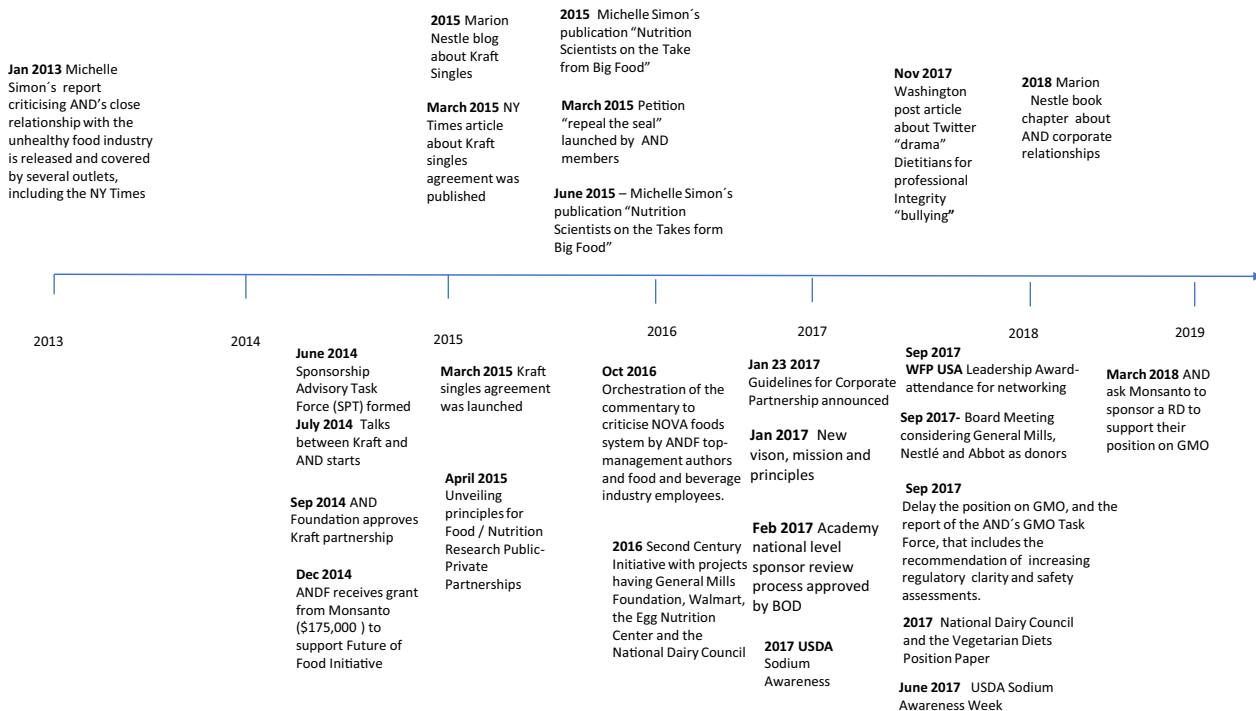 Jan 2013 Michelle
Simon´s report
criticising AND’s close
relationship with the
unhealthy food industry
is released and covered
by several outlets,
including the NY Times
2015 Marion
Nestle blog
about Kraft
Singles
March 2015 NY
Times article
about Kraft
singles
agreement was
published
2015 Michelle Simon´s
publication “Nutrition
Scientists on the Take
from Big Food”
March 2015 Petition
“repeal the seal”
launched by AND
members
June 2015 – Michelle Simon´s
publication “Nutrition
Scientists on the Takes form
Big Food”
Nov 2017
Washington
post article
about Twitter
“drama”
Dietitians for
professional
Integrity
“bullying”
2018 Marion
Nestle book
chapter about
AND corporate
relationships
2013
2014
2015
2016
2017
2018
2019
June 2014
Sponsorship
Advisory Task
Force (SPT) formed
July 2014 Talks
between Kraft and
AND starts
Sep 2014 AND
Foundation approves
Kraft partnership
Dec 2014
ANDF receives grant
from Monsanto
($175,000 ) to
support Future of
Food Initiative
March 2015 Kraft
singles agreement
was launched
April 2015
Unveiling
principles for
Food / Nutrition
Research Public-
Private
Partnerships
Oct 2016
Orchestration of the
commentary to
criticise NOVA foods
system by ANDF top-
management authors
and food and beverage
industry employees.
2016 Second Century
Initiative with projects
having General Mills
Foundation, Walmart,
the Egg Nutrition
Center and the
National Dairy Council
Jan 23 2017
Guidelines for Corporate
Partnership announced
Jan 2017 New
vison, mission and
principles
Feb 2017 Academy
national level
sponsor review
process approved
by BOD
2017 USDA
Sodium
Awareness
Sep 2017
WFP USA Leadership Award-
attendance for networking
Sep 2017- Board Meeting
considering General Mills,
Nestlé and Abbot as donors
Sep 2017
Delay the position on GMO, and the
report of the AND´s GMO Task
Force, that includes the
recommendation of increasing
regulatory clarity and safety
assessments.
2017 National Dairy Council
and the Vegetarian Diets
Position Paper
June 2017 USDA Sodium
Awareness Week
March 2018 AND
ask Monsanto to
sponsor a RD to
support their
position on GMO